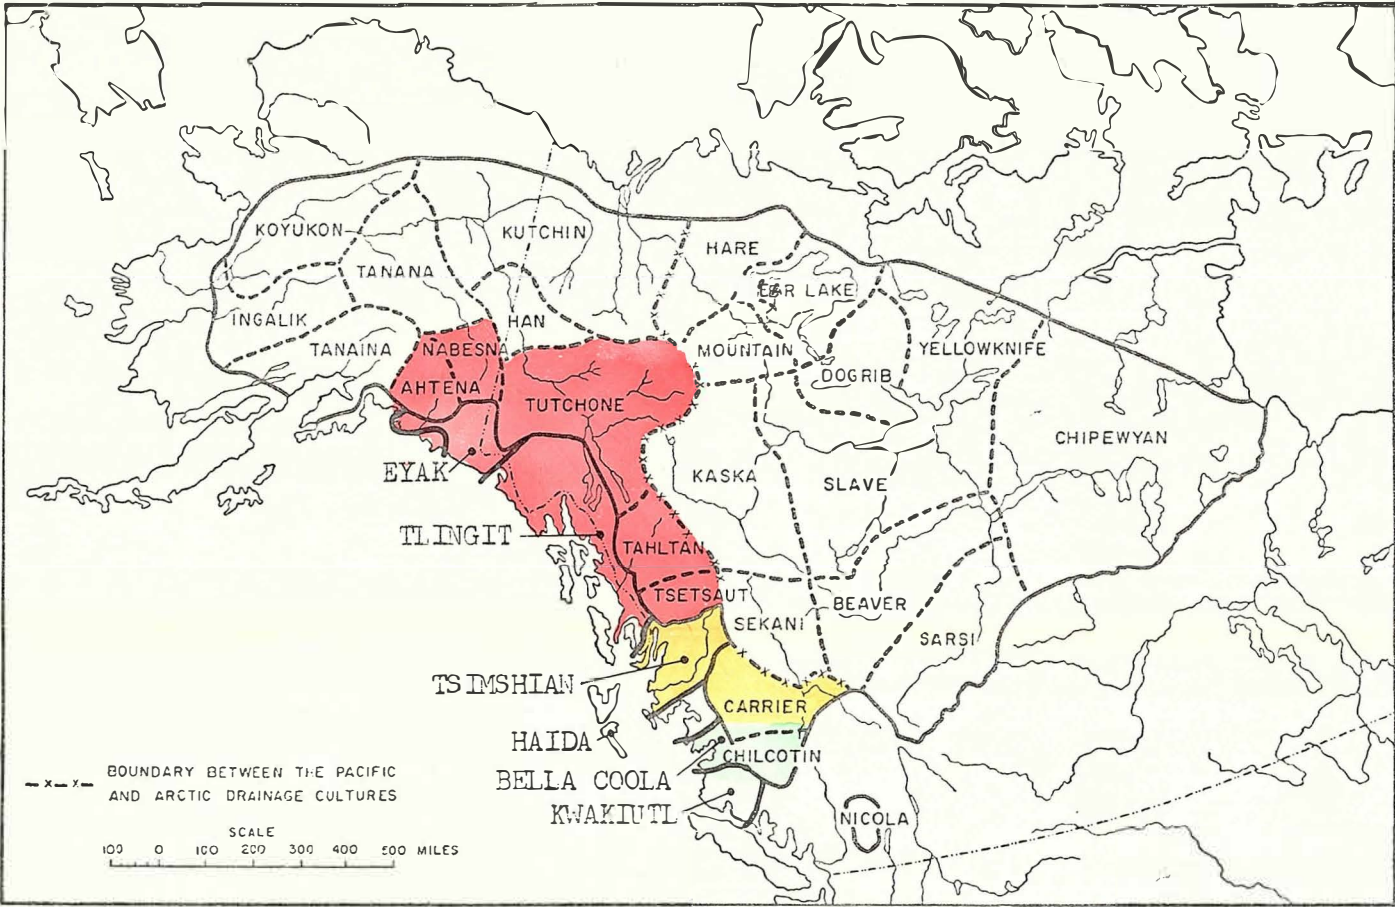 KOYUKON
KUTCHIN
HARE
TANANA
BEAR LAKE
INGALIK
HAN
TANAINA
NABESNA
MOUNTAIN
YELLOWKNIFE
AHTENA
DOGRIB
TUTCHONE
CHIPEWYAN
EYAK
KASKA
SLAVE
TLINGIT
TAHLTAN
TSETSAUT
BEAVER
SEKANI
SARSI
TSIMSHIAN
CARRIER
HAIDA
CHILCOTIN
BELLA COOLA
KWAKIUTL
NICOLA
BOUNDARY BETWEEN THE PACIFIC
AND ARCTIC DRAINAGE CULTURES
SCALE
100 0 100 200 300 400 500 MILES